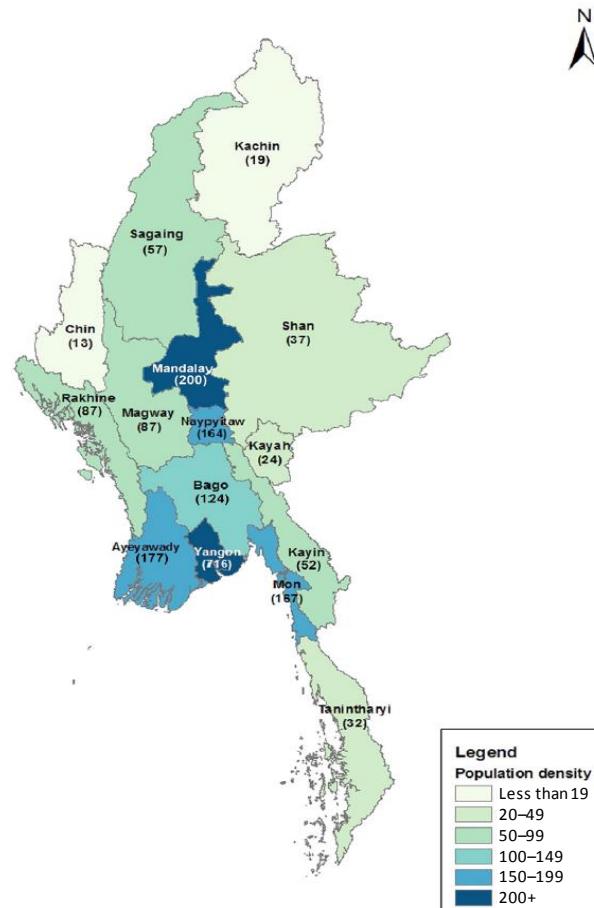 N
Kachin
(19)
Sagaing
(57)
Chin
(13)
Shan
(37)
Mandalay
(200)
Rakhine
(87)
Magway
(87)
Naypyitaw
(164)
Kayah
(24)
Bago
(124)
Ayeyawady
(177)
Yangon
(716)
Kayin
(52)
Mon
(167)
Tanintharyi
(32)
Legend
Population density
Less than 19
20–49
50–99
100–149
150–199
200+